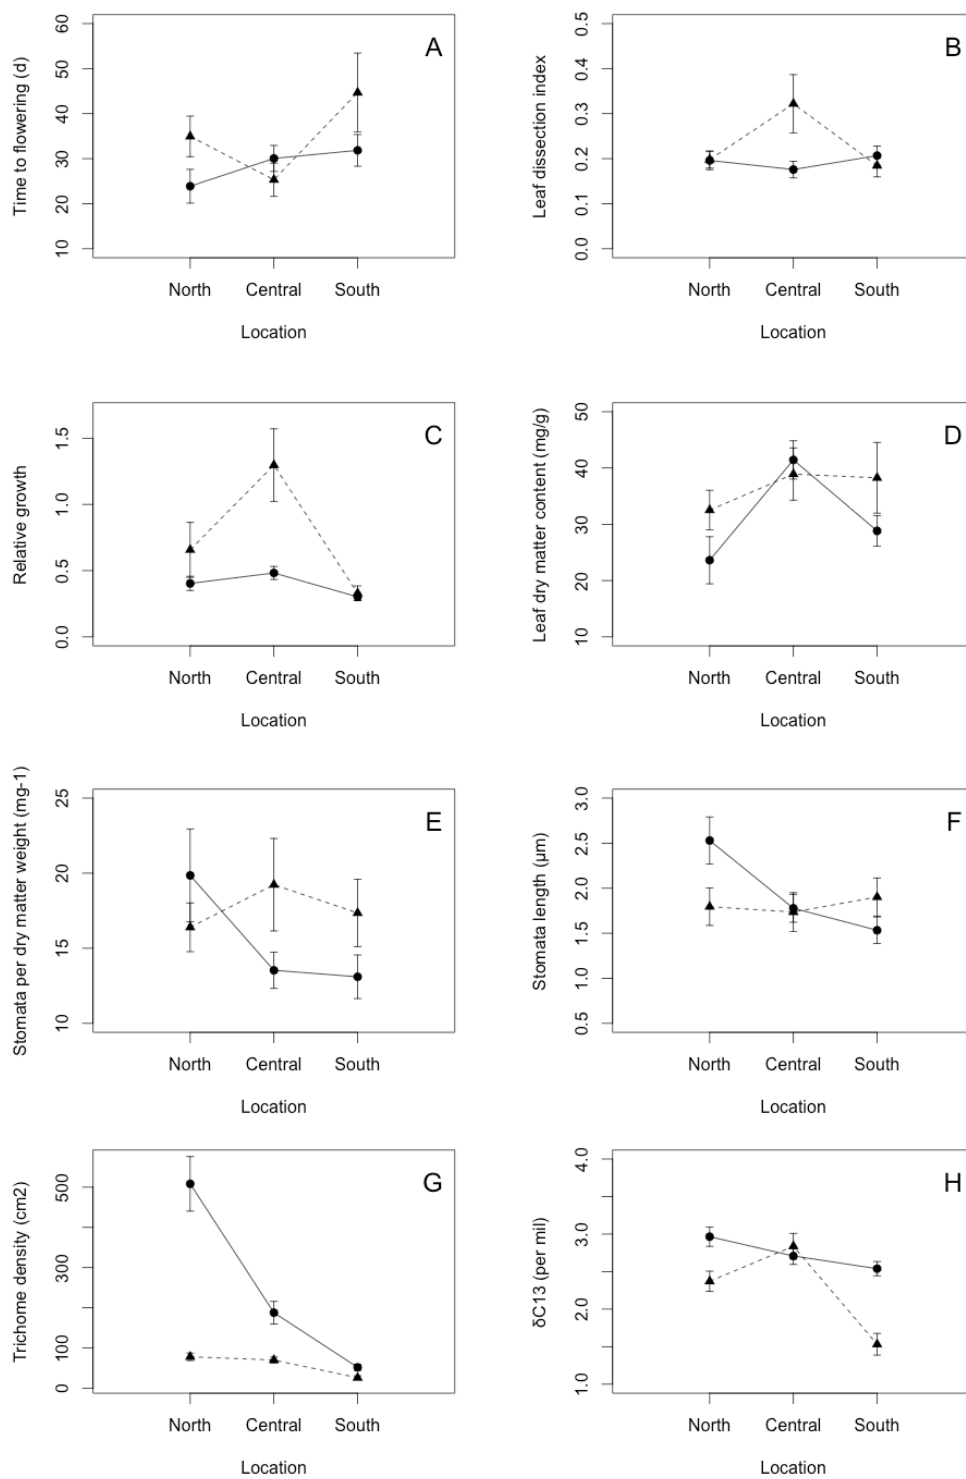 A
Time to flowering (d)
60
50
40
30
20
10
North Central South
Location
B
Leaf dissection index
0.5
0.4
0.3
0.2
0.1
0.0
North Central South
Location
C
Relative growth
1.5
1.0
0.5
0.0
North Central South
Location
D
Leaf dry matter content (mg/g)
50
40
30
20
10
North Central South
Location
E
Stomata per dry matter weight (mg-1)
25
20
15
10
North Central South
Location
F
Stomata length (µm)
3.0
2.5
2.0
1.5
1.0
0.5
North Central South
Location
G
Trichome density (cm2)
500
300
100
0
North Central South
Location
H
δC13 (per mil)
4.0
3.0
2.0
1.0
North Central South
Location